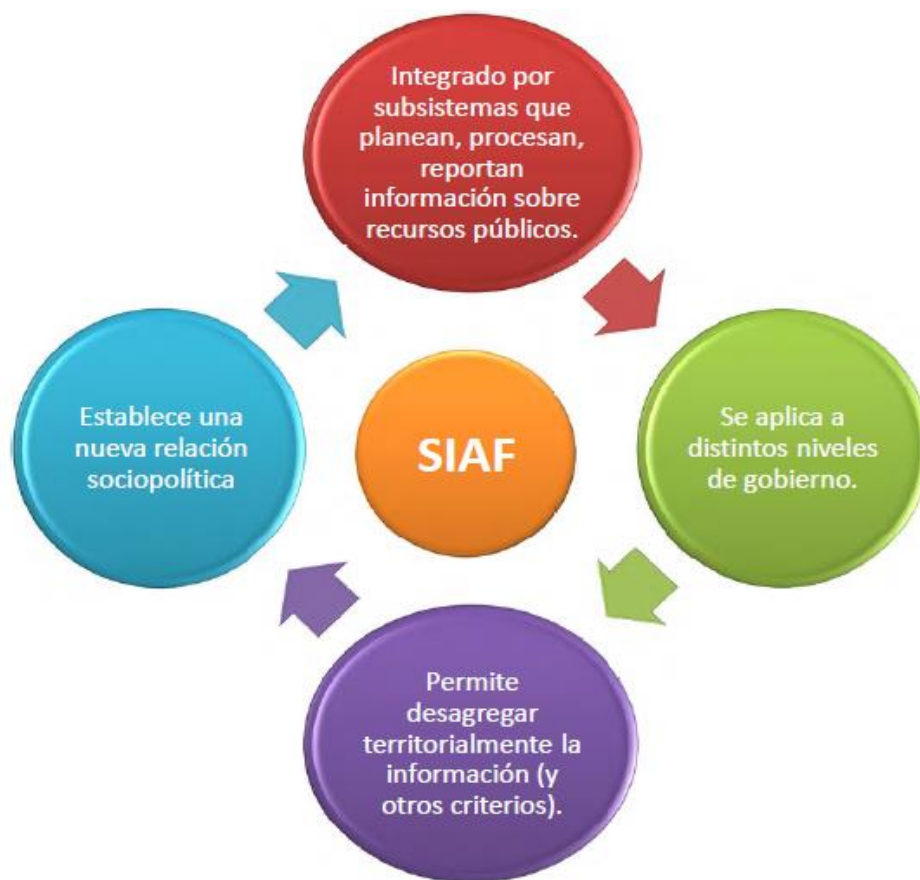 Integrado por
subsistemas que
planean, procesan,
reportan
información sobre
recursos públicos.
Establece una
nueva relación
sociopolítica
SIAF
Se aplica a
distintos niveles
de gobierno.
Permite
desagregar
territorialmente la
información (y
otros criterios).